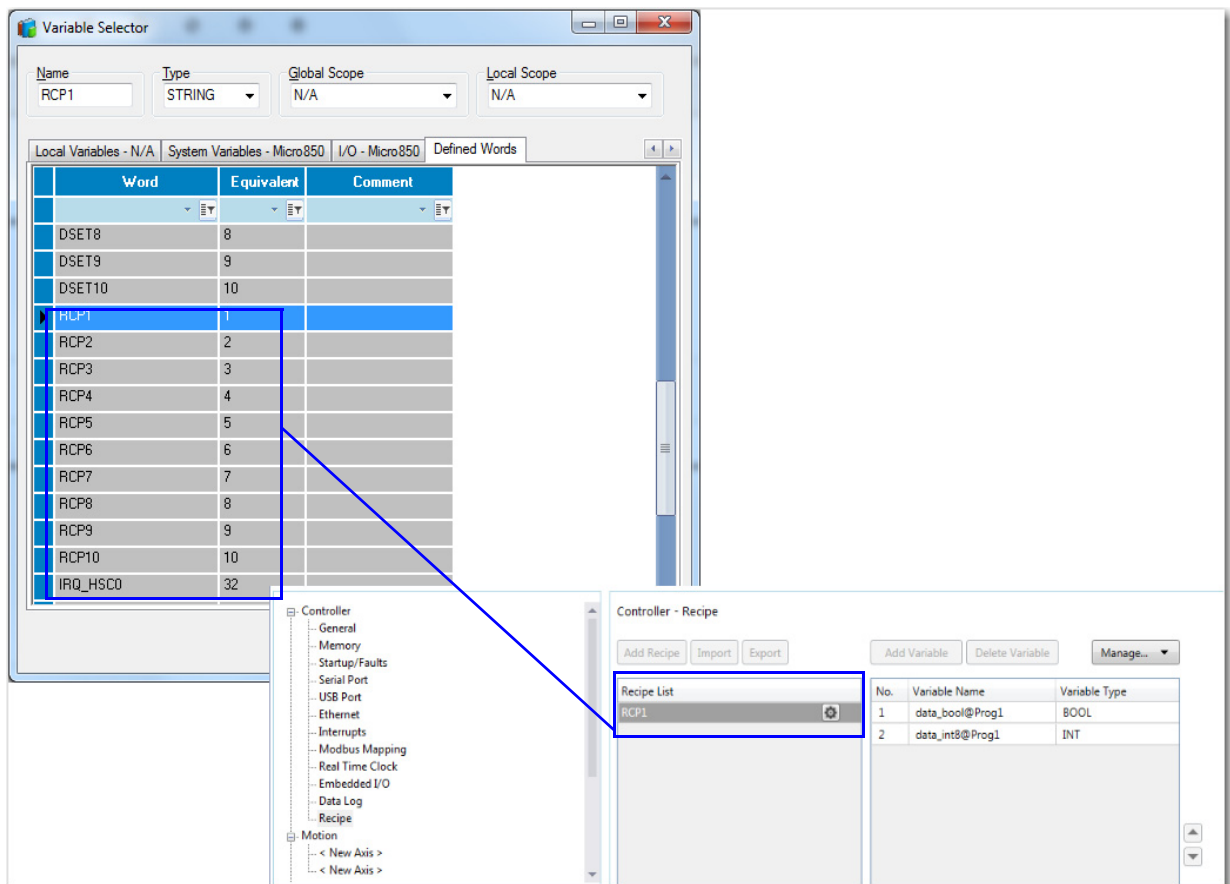 Variable Selector
Name Type Global Scope Local Scope
RCP1 STRING N/A N/A
Local Variables - N/A System Variables - Micro850 I/O - Micro850 Defined Words
Word Equivalent Comment
DSET8 8
DSET9 9
DSET10 10
RCP1 1
RCP2 2
RCP3 3
RCP4 4
RCP5 5
RCP6 6
RCP7 7
RCP8 8
RCP9 9
RCP10 10
IRQ_HSC0 32
Controller
General
Memory
Startup/Faults
Serial Port
USB Port
Ethernet
Interrupts
Modbus Mapping
Real Time Clock
Embedded I/O
Data Log
Recipe
Motion
< New Axis >
< New Axis >
Controller - Recipe
Add Recipe Import Export Add Variable Delete Variable Manage...
Recipe List
RCP1
No. Variable Name Variable Type
1 data_bool@Prog1 BOOL
2 data_int8@Prog1 INT